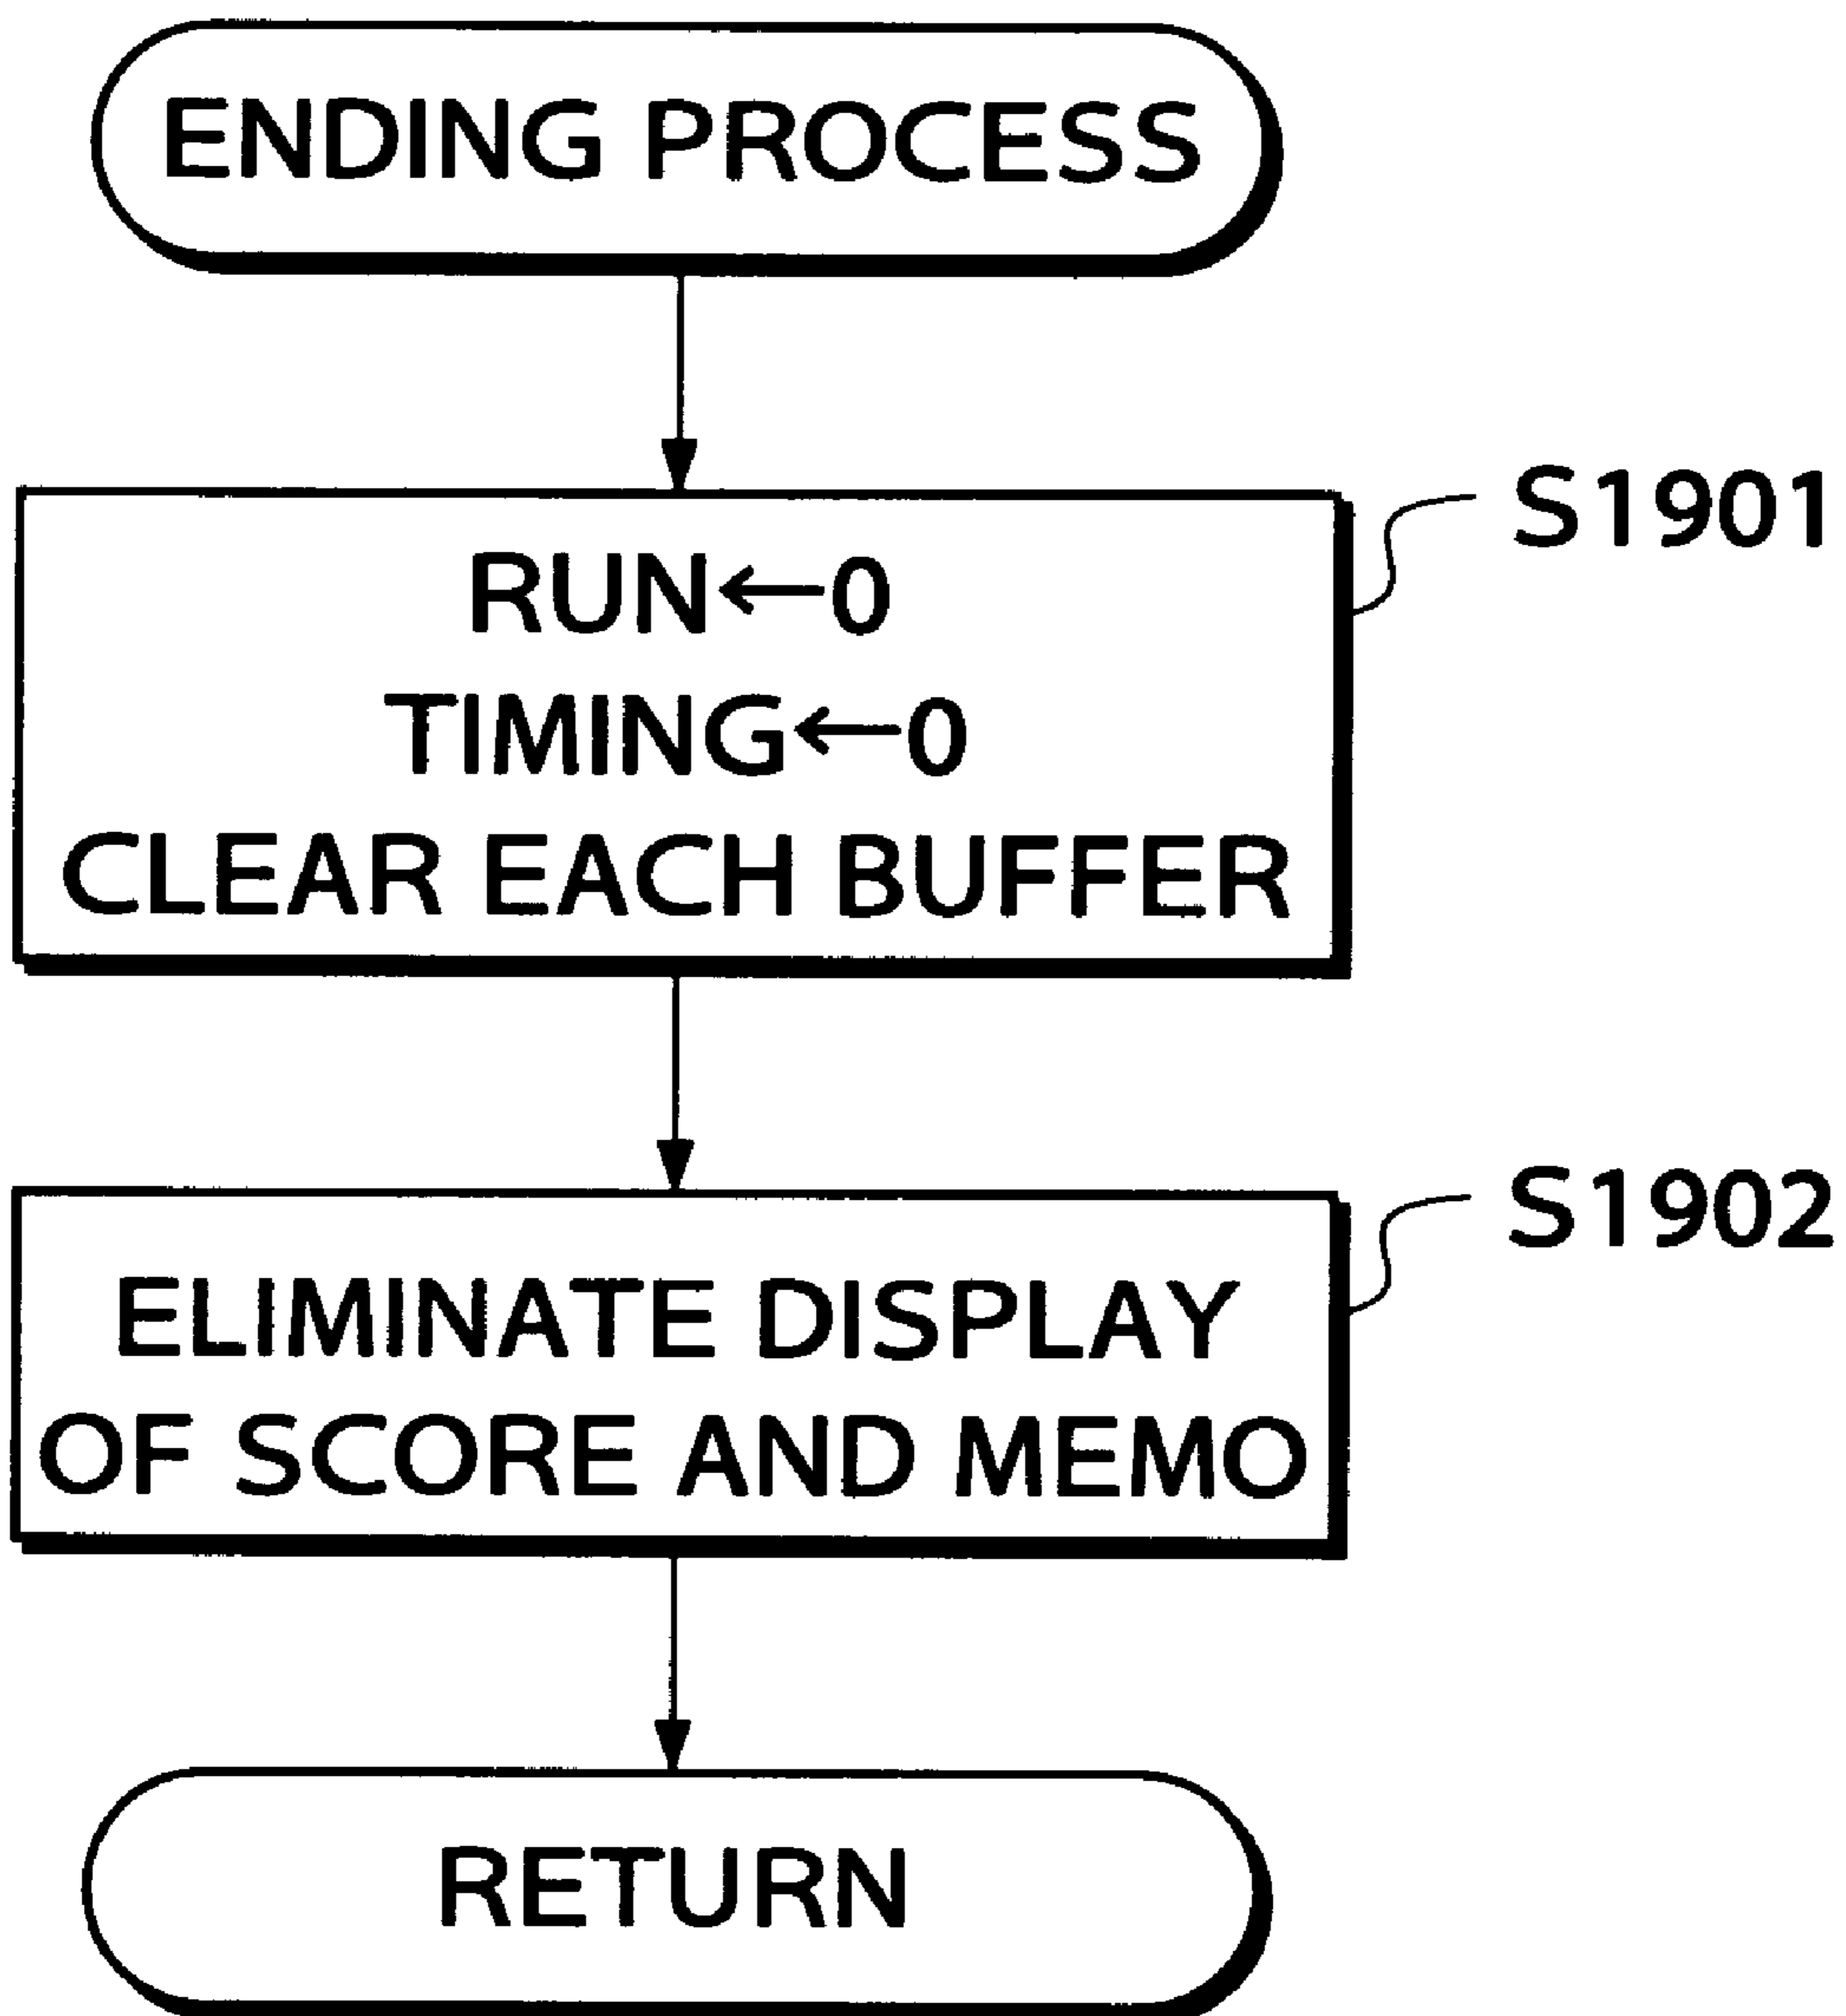 ENDING PROCESS
S1901
RUN←0
TIMING←0
CLEAR EACH BUFFER
S1902
ELIMINATE DISPLAY
OF SCORE AND MEMO
RETURN